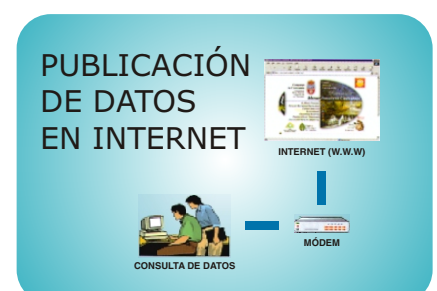 PUBLICACIÓN
DE DATOS
EN INTERNET
INTERNET (W.W.W)
MÓDEM
CONSULTA DE DATOS